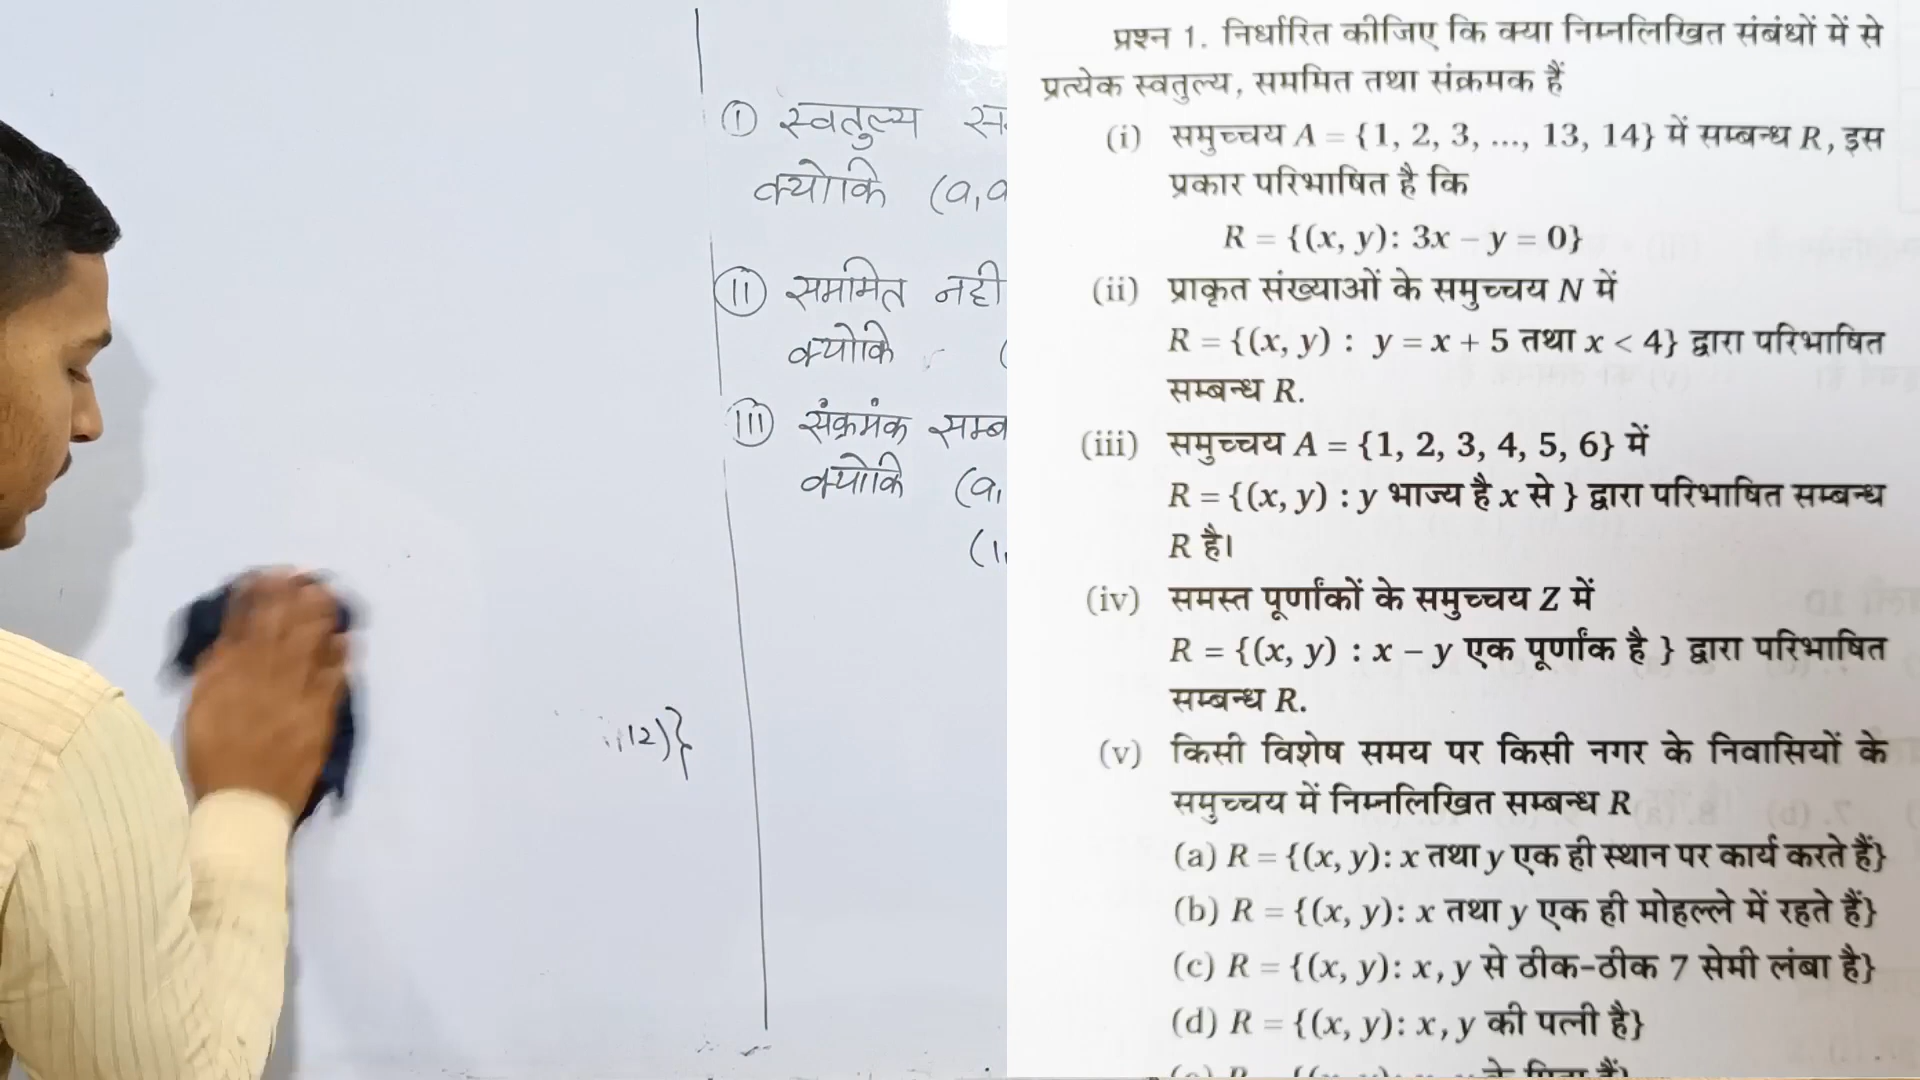 ① स्वतुल्य
क्योकि (a,a
(II) सममित नही
क्योकि (
(III) संक्रमंक सम्ब
क्योकि (a,
(1,
,12)}
प्रश्न 1. निर्धारित कीजिए कि क्या निम्नलिखित संबंधों में से
प्रत्येक स्वतुल्य, सममित तथा संक्रमक हैं
(i) समुच्चय A = {1, 2, 3, ..., 13, 14} में सम्बन्ध R, इस
प्रकार परिभाषित है कि
R = {(x, y): 3x – y = 0}
(ii) प्राकृत संख्याओं के समुच्चय N में
R = {(x, y) : y = x + 5 तथा x < 4} द्वारा परिभाषित
सम्बन्ध R.
(iii) समुच्चय A = {1, 2, 3, 4, 5, 6} में
R = {(x, y) : y भाज्य है x से } द्वारा परिभाषित सम्बन्ध
R है।
(iv) समस्त पूर्णांकों के समुच्चय Z में
R = {(x, y) : x – y एक पूर्णांक है } द्वारा परिभाषित
सम्बन्ध R.
(v) किसी विशेष समय पर किसी नगर के निवासियों के
समुच्चय में निम्नलिखित सम्बन्ध R
(a) R = {(x, y): x तथा y एक ही स्थान पर कार्य करते हैं}
(b) R = {(x, y): x तथा y एक ही मोहल्ले में रहते हैं}
(c) R = {(x, y): x, y से ठीक-ठीक 7 सेमी लंबा है}
(d) R = {(x, y): x, y की पत्नी है}